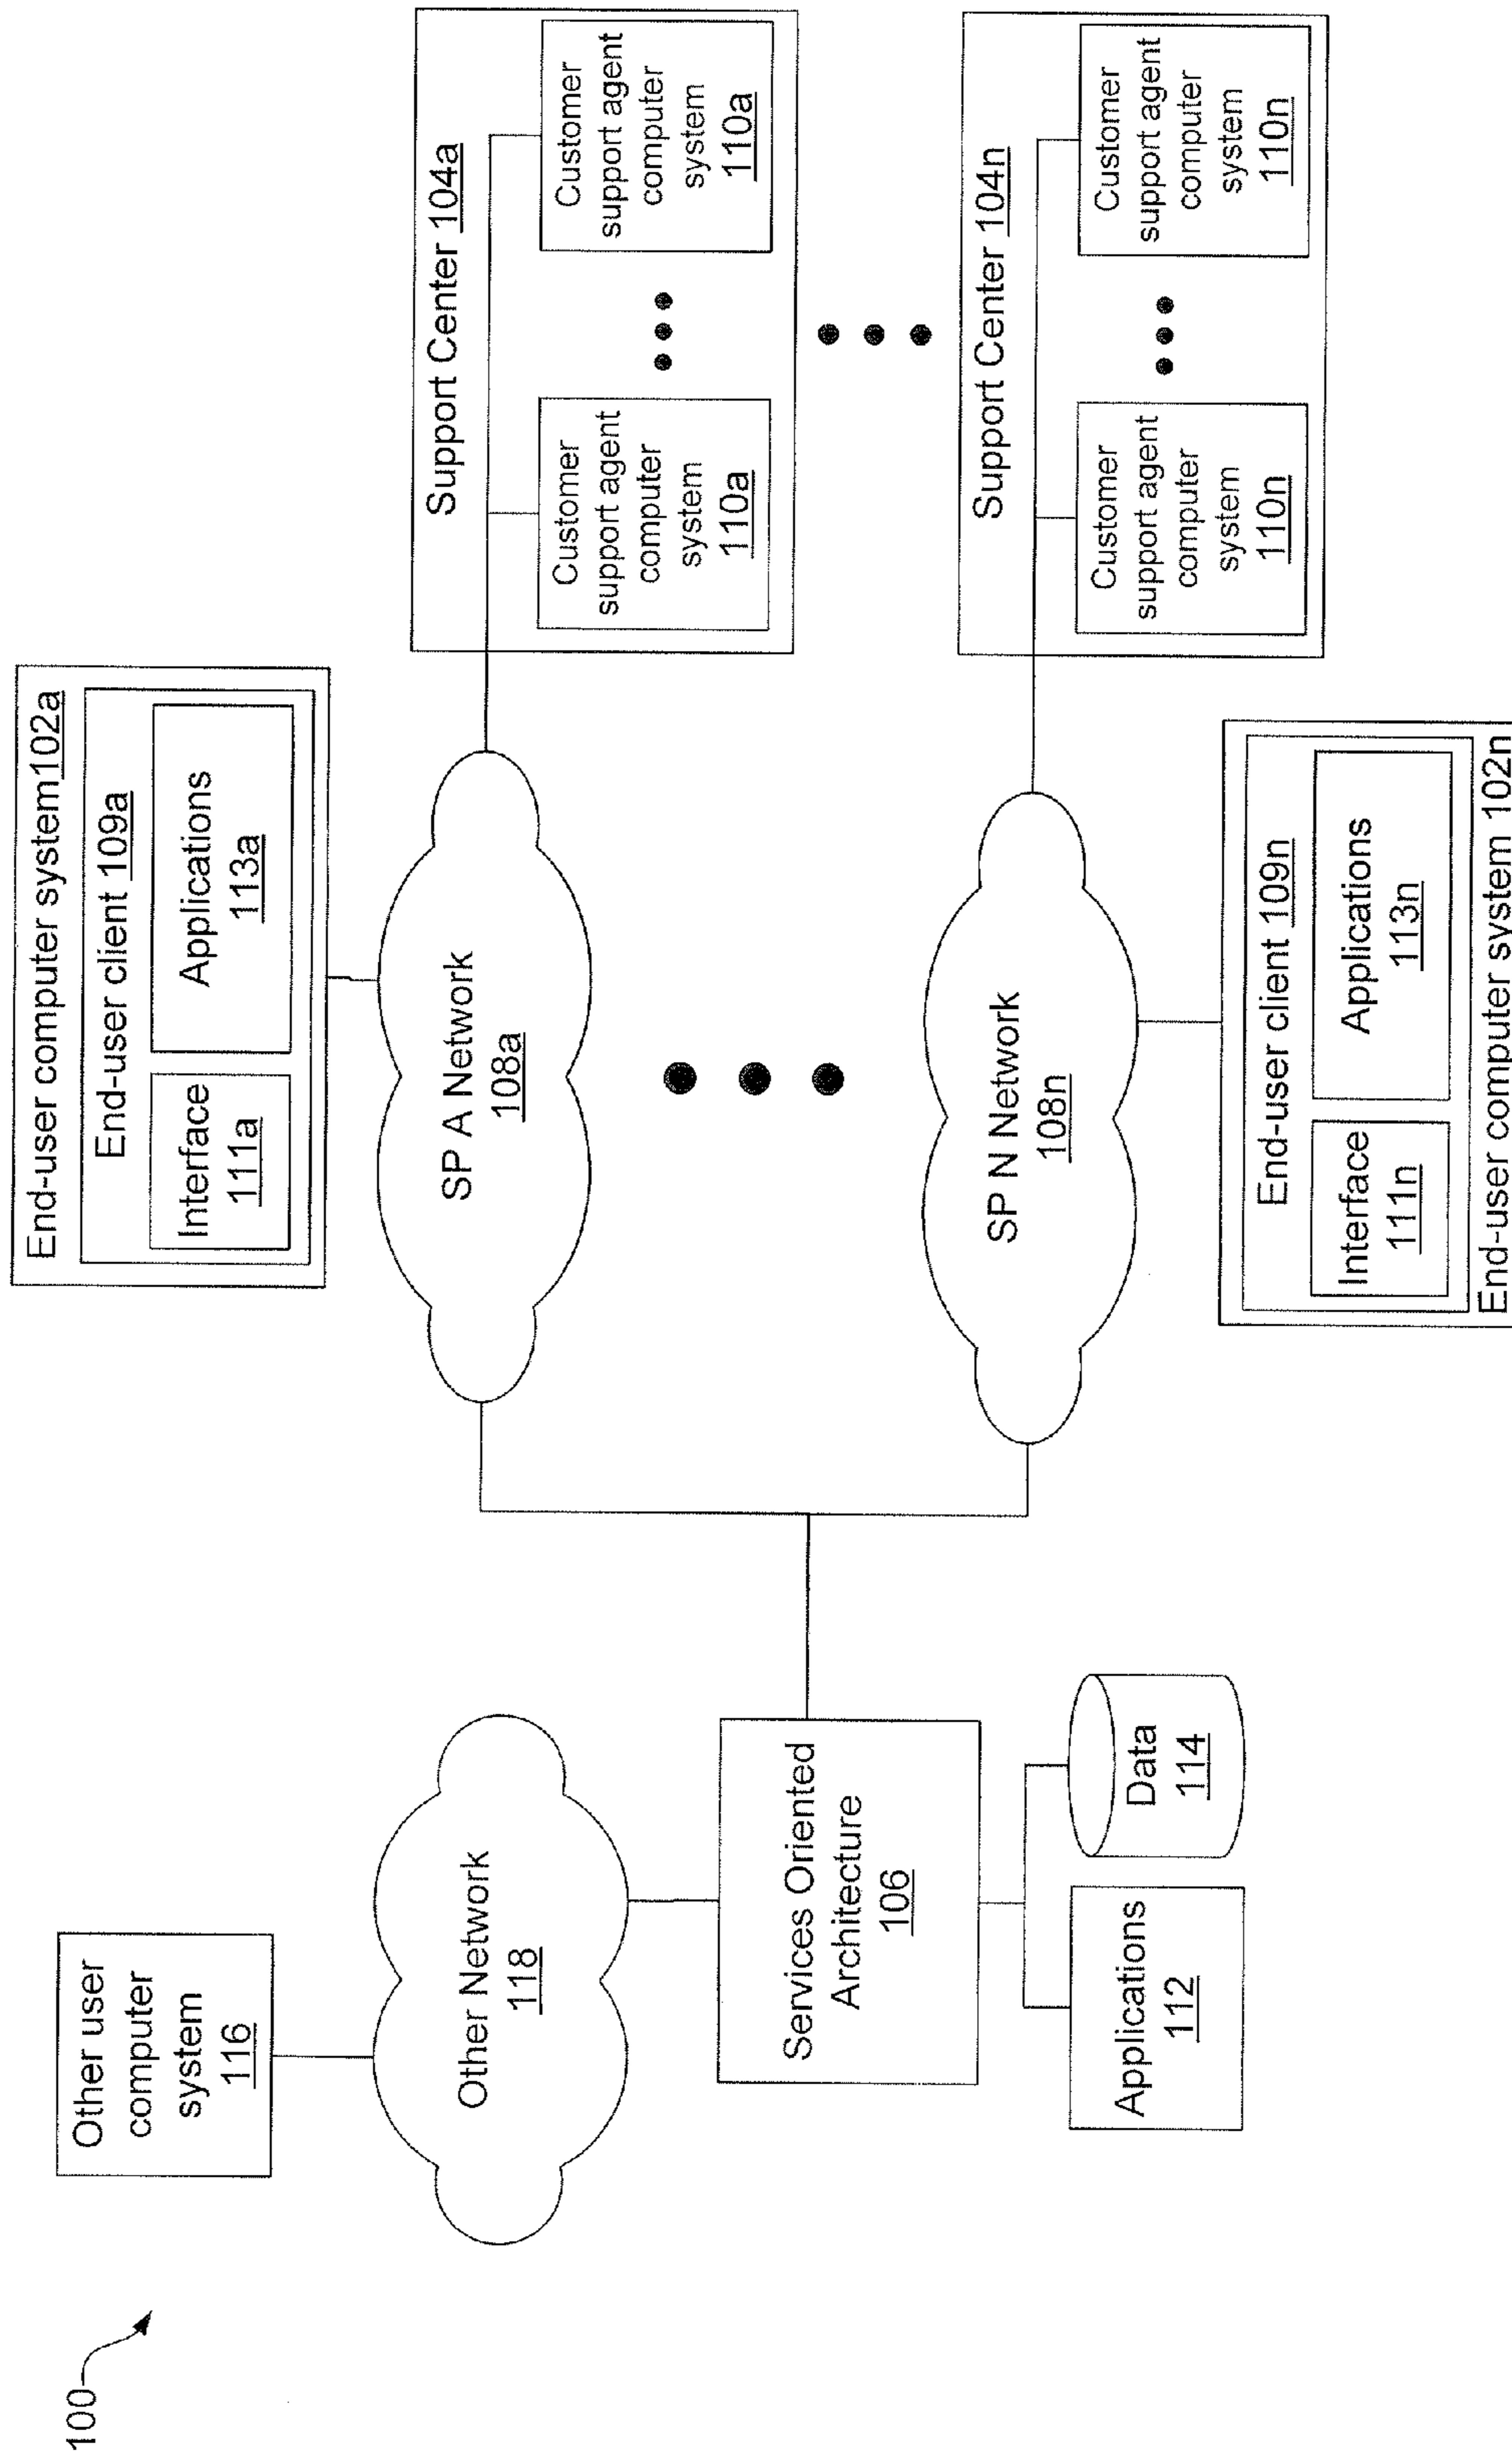 100
Other user
computer
system
116
Other Network
118
Services Oriented
Architecture
106
Applications
112
Data
114
End-user computer system102a
End-user client 109a
Interface
111a
Applications
113a
SP A Network
108a
SP N Network
108n
End-user client 109n
Interface
111n
Applications
113n
End-user computer system 102n
Support Center 104a
Customer
support agent
computer
system
110a
Customer
support agent
computer
system
110a
Support Center 104n
Customer
support agent
computer
system
110n
Customer
support agent
computer
system
110n